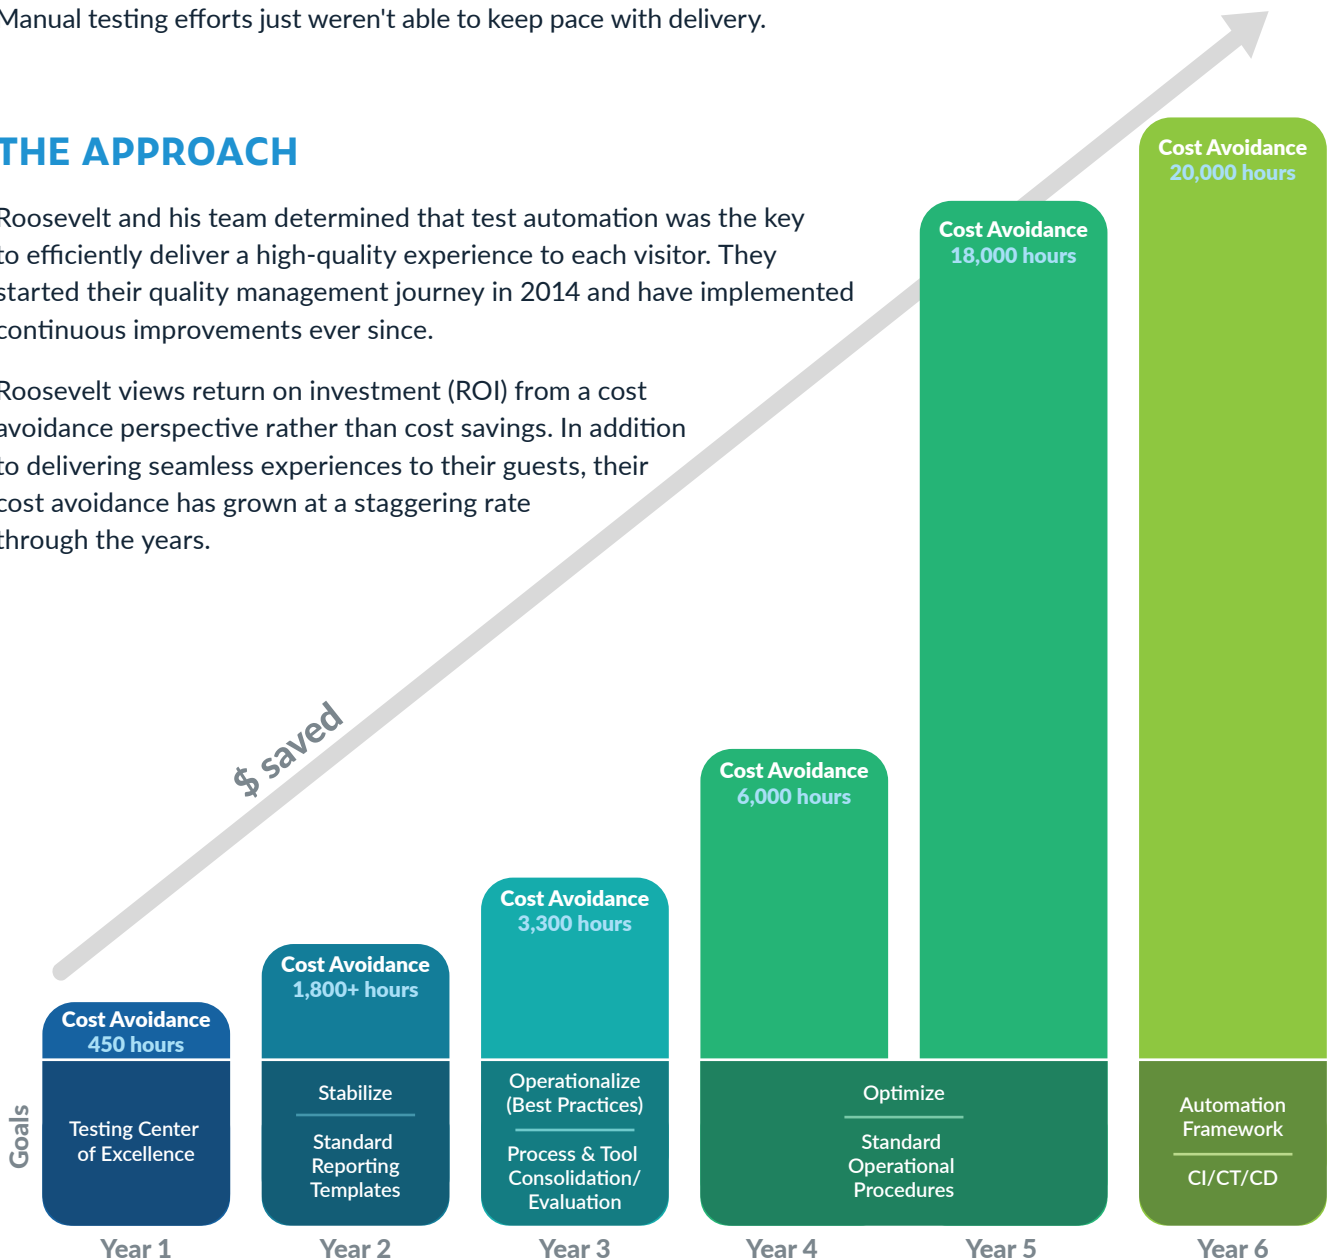 Manual testing efforts just weren't able to keep pace with delivery.
THE APPROACH
Roosevelt and his team determined that test automation was the key
to efficiently deliver a high-quality experience to each visitor. They
started their quality management journey in 2014 and have implemented
continuous improvements ever since.
Roosevelt views return on investment (ROI) from a cost
avoidance perspective rather than cost savings. In addition
to delivering seamless experiences to their guests, their
cost avoidance has grown at a staggering rate
through the years.
$ saved
Cost Avoidance
450 hours
Cost Avoidance
1,800+ hours
Cost Avoidance
3,300 hours
Cost Avoidance
6,000 hours
Cost Avoidance
18,000 hours
Cost Avoidance
20,000 hours
Goals
Testing Center
of Excellence
Stabilize
Standard
Reporting
Templates
Operationalize
(Best Practices)
Process & Tool
Consolidation/
Evaluation
Optimize
Standard
Operational
Procedures
Automation
Framework
CI/CT/CD
Year 1
Year 2
Year 3
Year 4
Year 5
Year 6